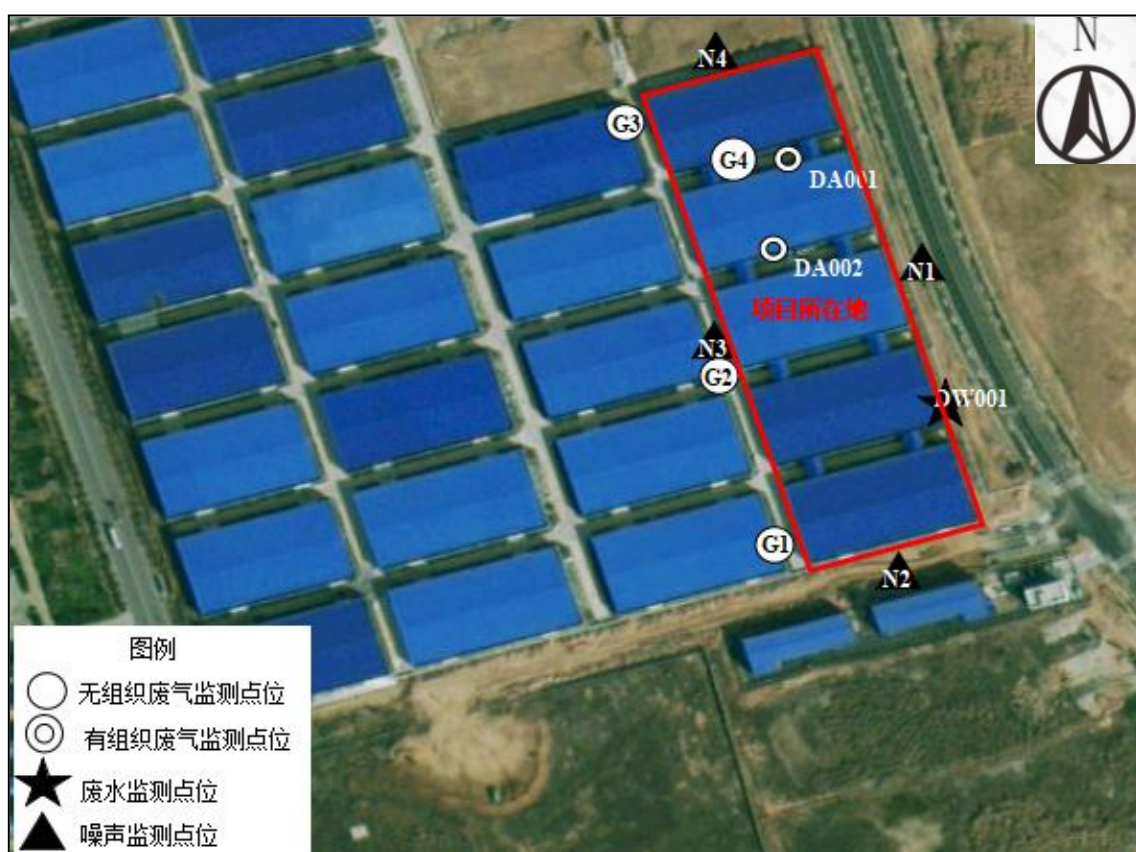 N
N4
G3
G4
DA001
DA002
N1
项目所在地
N3
G2
DW001
G1
N2
图例
无组织废气监测点位
有组织废气监测点位
废水监测点位
噪声监测点位